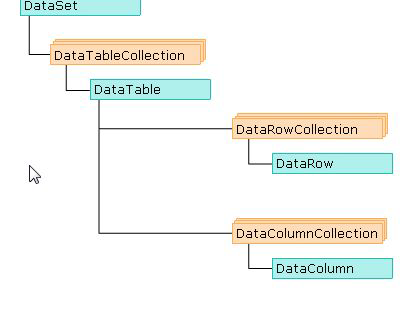 DataSet
DataTableCollection
DataTable
DataRowCollection
DataRow
DataColumnCollection
DataColumn